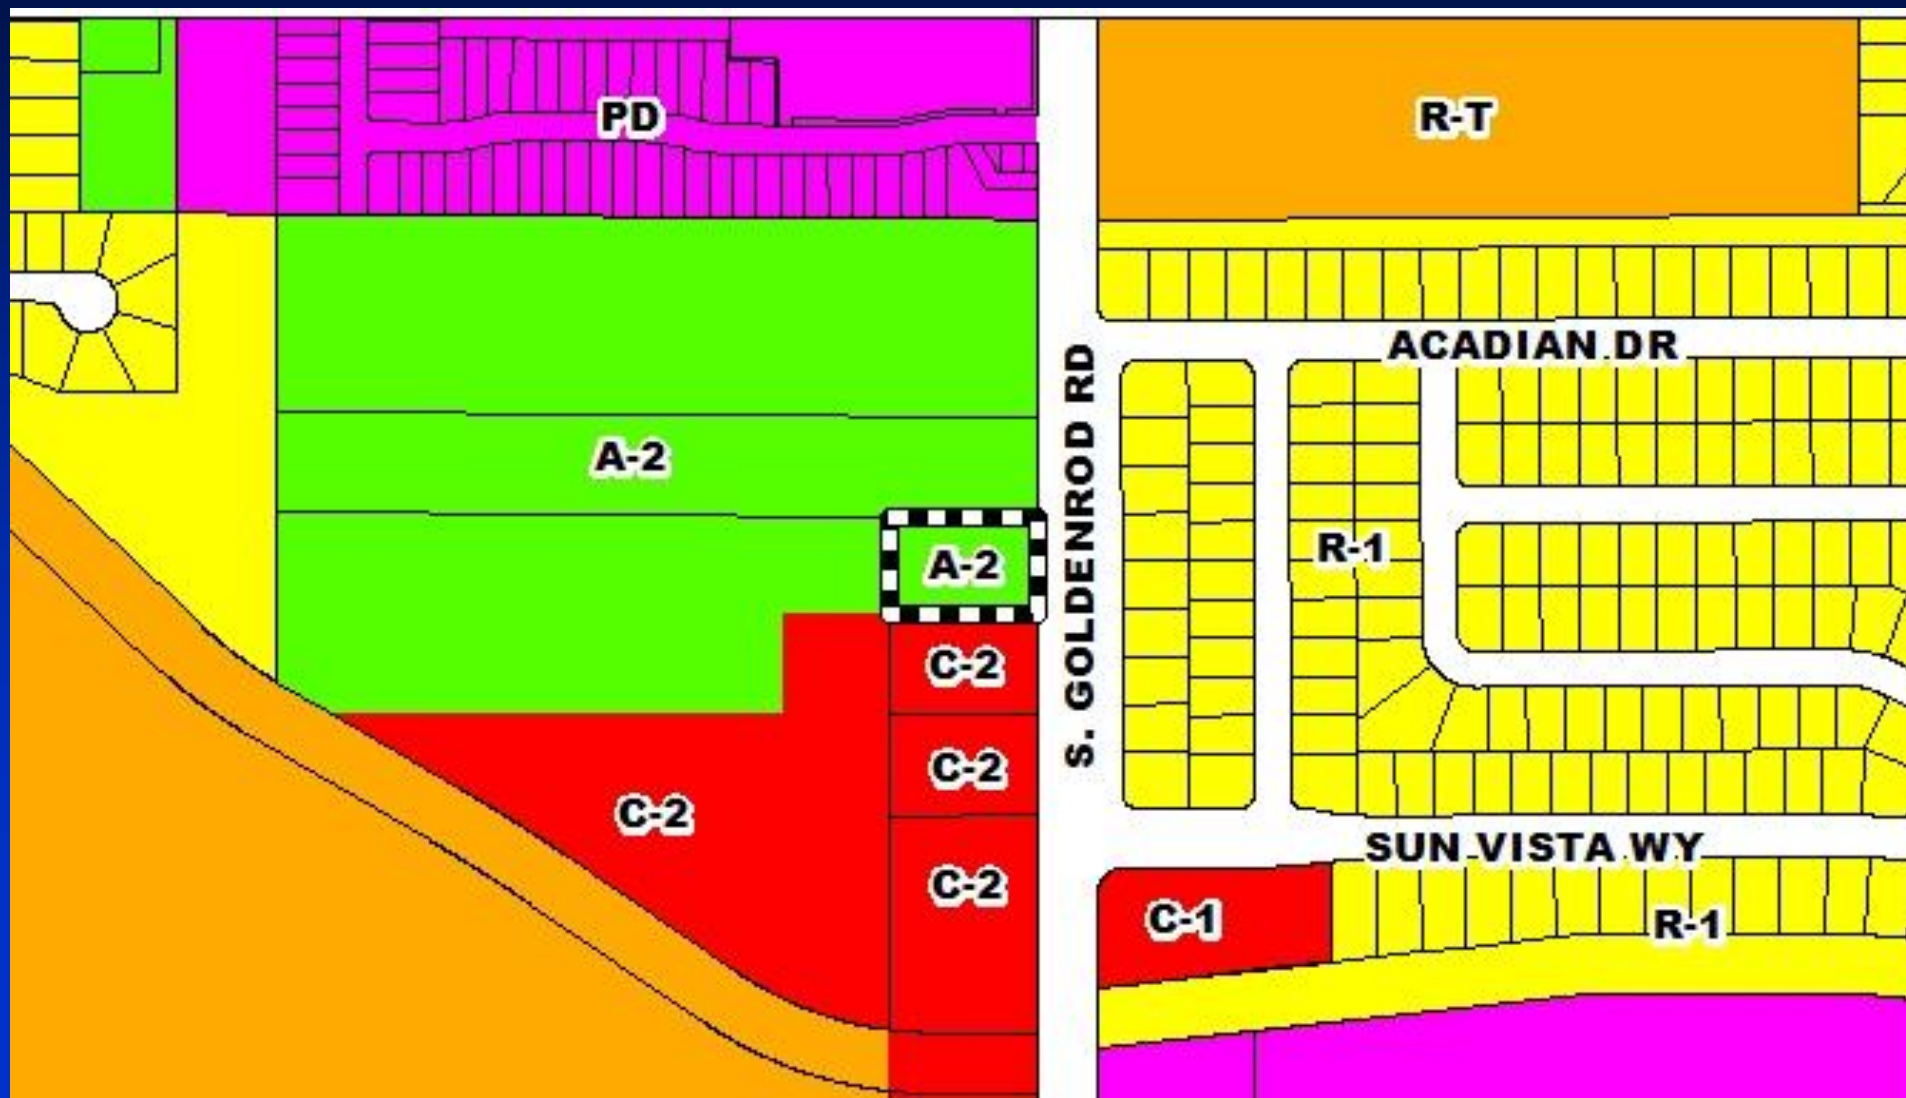 PD
R-T
ACADIAN DR
A-2
S. GOLDENROD RD
R-1
A-2
C-2
C-2
C-2
SUN VISTA WY
C-2
C-1
R-1